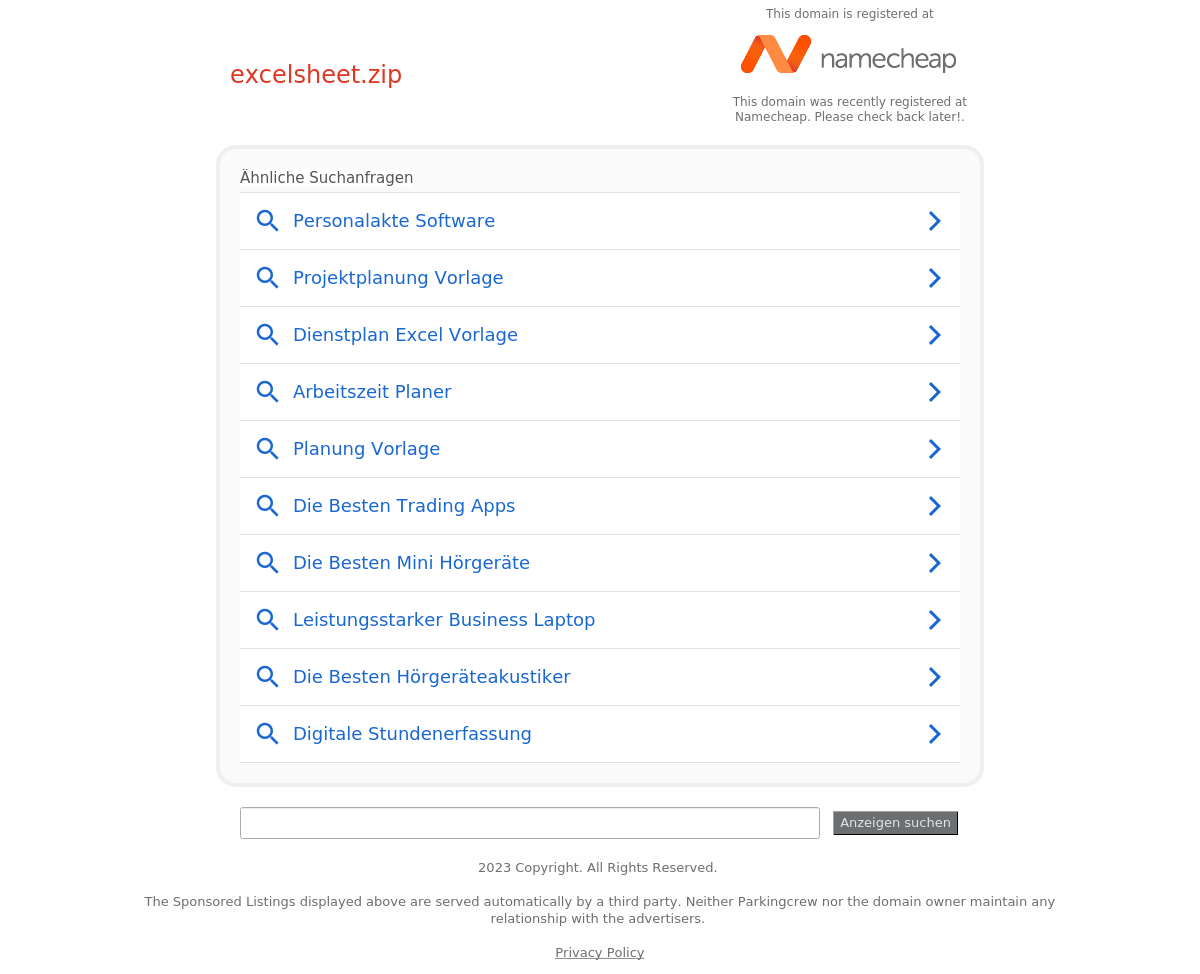 This domain is registered at
namecheap
excelsheet.zip
This domain was recently registered at
Namecheap. Please check back later!.
Ähnliche Suchanfragen
Personalakte Software
Projektplanung Vorlage
Dienstplan Excel Vorlage
Arbeitszeit Planer
Planung Vorlage
Die Besten Trading Apps
Die Besten Mini Hörgeräte
Leistungsstarker Business Laptop
Die Besten Hörgeräteakustiker
Digitale Stundenerfassung
Anzeigen suchen
2023 Copyright. All Rights Reserved.
The Sponsored Listings displayed above are served automatically by a third party. Neither Parkingcrew nor the domain owner maintain any
relationship with the advertisers.
Privacy Policy